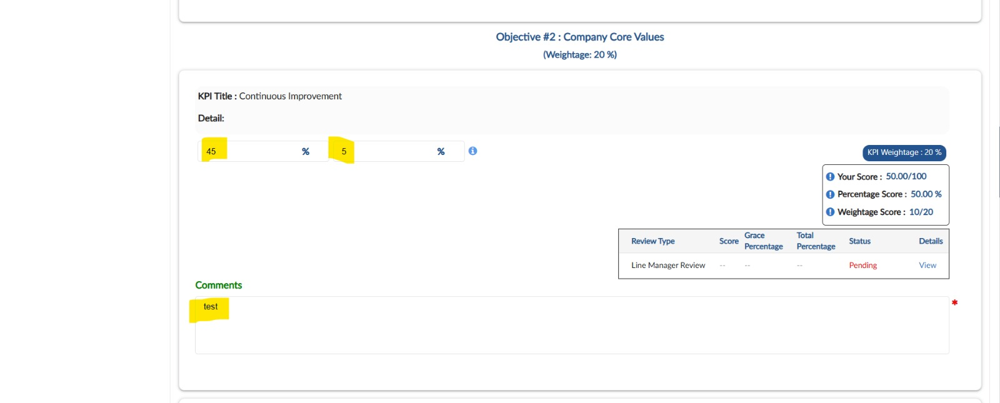 Objective #2 : Company Core Values
(Weightage: 20 %)
KPI Title : Continuous Improvement
Detail:
45 % 5 %
KPI Weightage : 20 %
Your Score : 50.00/100
Percentage Score : 50.00 %
Weightage Score : 10/20
Review Type Score Grace Percentage Total Percentage Status Details
Line Manager Review -- -- -- Pending View
Comments
test *